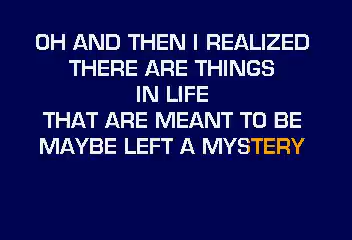 OH AND THEN I REALIZED
THERE ARE THINGS
IN LIFE
THAT ARE MEANT TO BE
MAYBE LEFT A MYSTERY